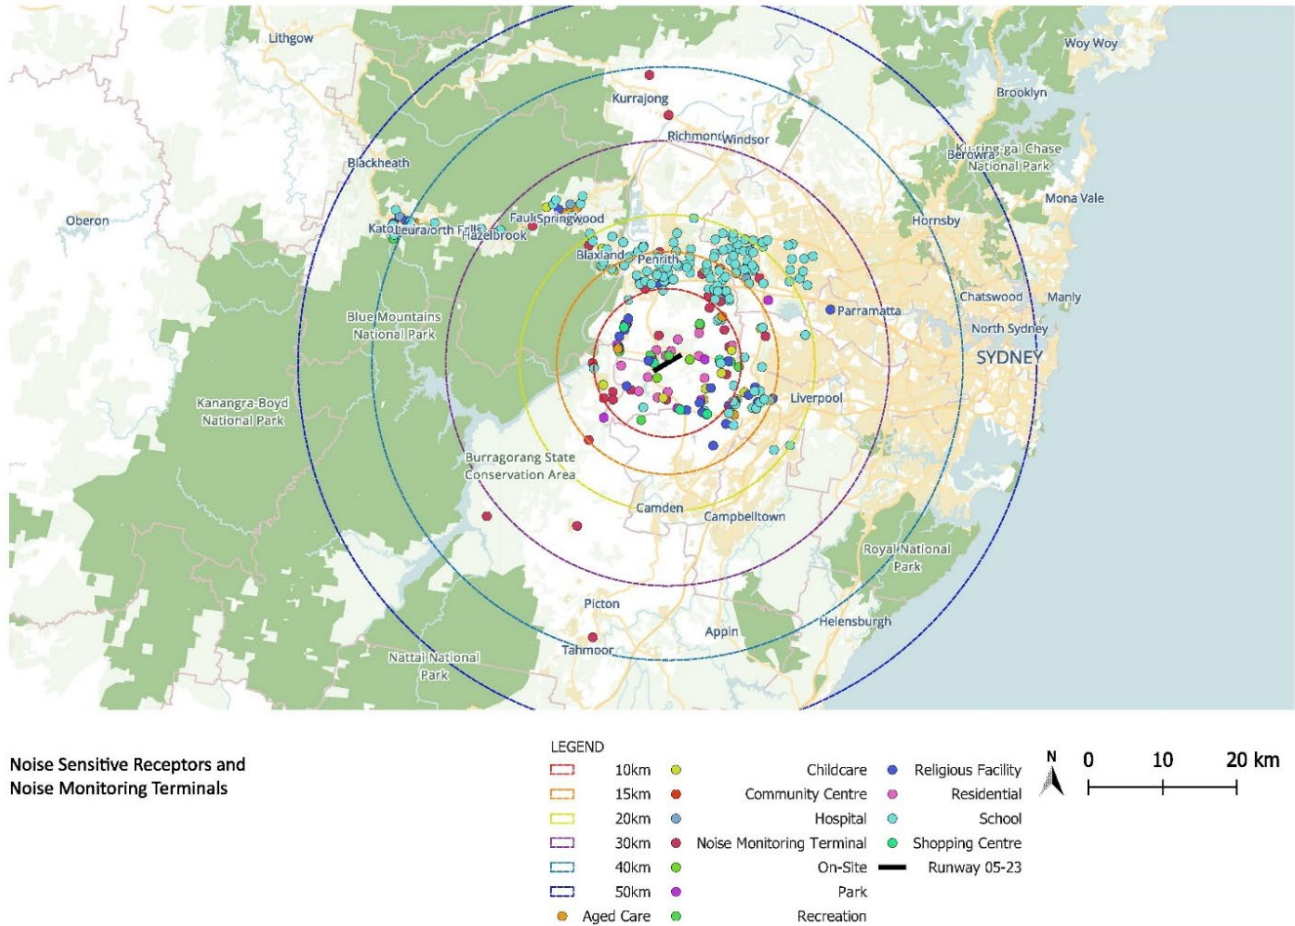 Lithgow
Woy Woy
Kurrajong
Brooklyn
Richmond
Windsor
Blackheath
Berowra
Ku-ring-gai Chase
National Park
Mona Vale
Oberon
Hornsby
Springwood
Leura
Hazelbrook
Blaxland
Penrith
Chatswood
Manly
Parramatta
North Sydney
Blue Mountains
National Park
SYDNEY
Kanangra-Boyd
National Park
Liverpool
Burragorang State
Conservation Area
Camden
Campbelltown
Royal National
Park
Picton
Appin
Helensburgh
Tahmoor
Nattai National
Park
Noise Sensitive Receptors and
Noise Monitoring Terminals
LEGEND
10km
15km
20km
30km
40km
50km
Aged Care
Childcare
Community Centre
Hospital
Noise Monitoring Terminal
On-Site
Park
Recreation
Religious Facility
Residential
School
Shopping Centre
Runway 05-23
N
0 10 20 km